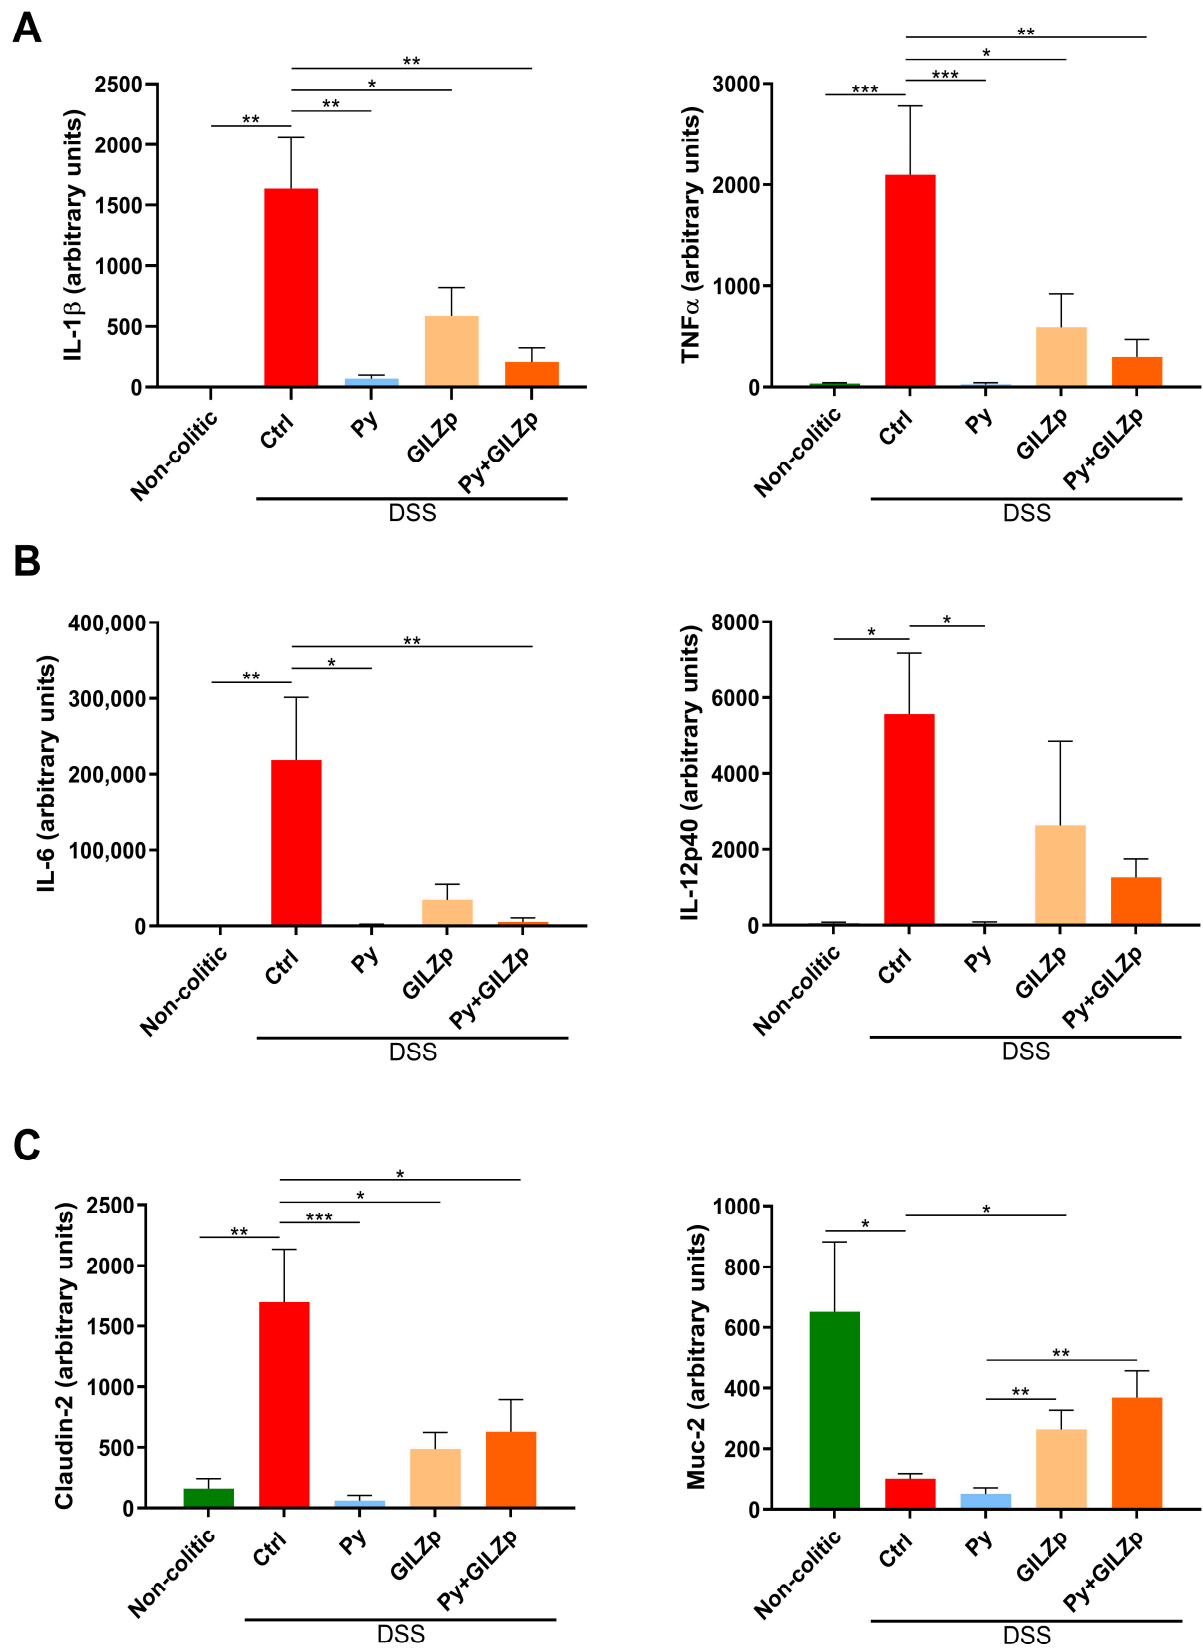 A
IL-1β (arbitrary units)
2500
2000
1500
1000
500
0
**
**
*
**
Non-colitic
Ctrl
Py
GILZp
Py+GILZp
DSS
TNFα (arbitrary units)
3000
2000
1000
0
***
***
*
**
Non-colitic
Ctrl
Py
GILZp
Py+GILZp
DSS
B
IL-6 (arbitrary units)
400,000
300,000
200,000
100,000
0
**
*
**
Non-colitic
Ctrl
Py
GILZp
Py+GILZp
DSS
IL-12p40 (arbitrary units)
8000
6000
4000
2000
0
*
*
Non-colitic
Ctrl
Py
GILZp
Py+GILZp
DSS
C
Claudin-2 (arbitrary units)
2500
2000
1500
1000
500
0
**
***
*
*
Non-colitic
Ctrl
Py
GILZp
Py+GILZp
DSS
Muc-2 (arbitrary units)
1000
800
600
400
200
0
*
*
**
**
Non-colitic
Ctrl
Py
GILZp
Py+GILZp
DSS